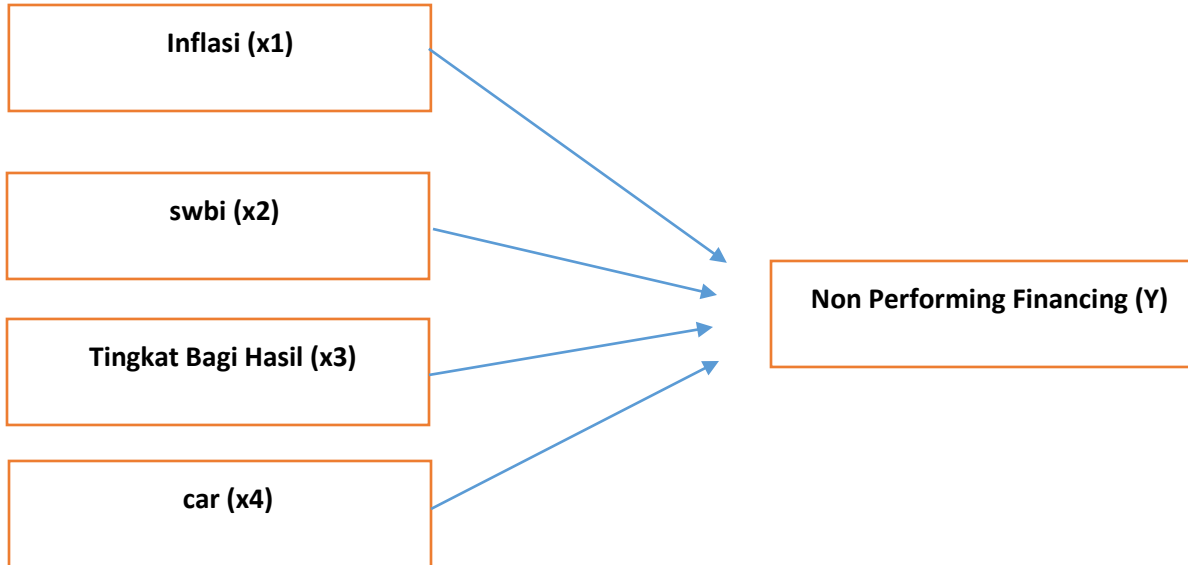 Inflasi (x1)
swbi (x2)
Tingkat Bagi Hasil (x3)
car (x4)
Non Performing Financing (Y)